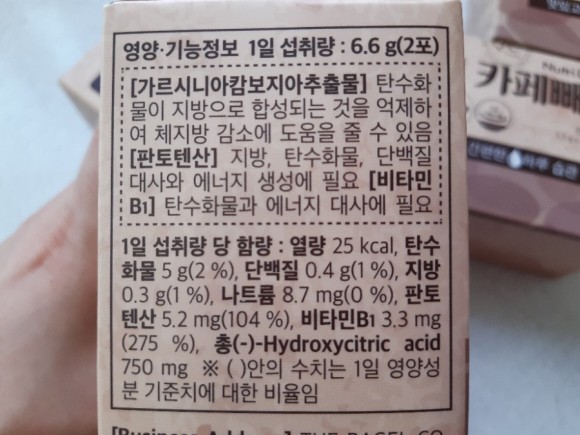 영양·기능정보 1일 섭취량 : 6.6 g(2포)
[가르시니아캄보지아추출물] 탄수화
물이 지방으로 합성되는 것을 억제하
여 체지방 감소에 도움을 줄 수 있음
[판토텐산] 지방, 탄수화물, 단백질
대사와 에너지 생성에 필요 [비타민
B1] 탄수화물과 에너지 대사에 필요
1일 섭취량 당 함량 : 열량 25 kcal, 탄수
화물 5 g(2 %), 단백질 0.4 g(1 %), 지방
0.3 g(1 %), 나트륨 8.7 mg(0 %), 판토
텐산 5.2 mg(104 %), 비타민B1 3.3 mg
(275 %), 총(-)-Hydroxycitric acid
750 mg ※ ( )안의 수치는 1일 영양성
분 기준치에 대한 비율임
카페빼